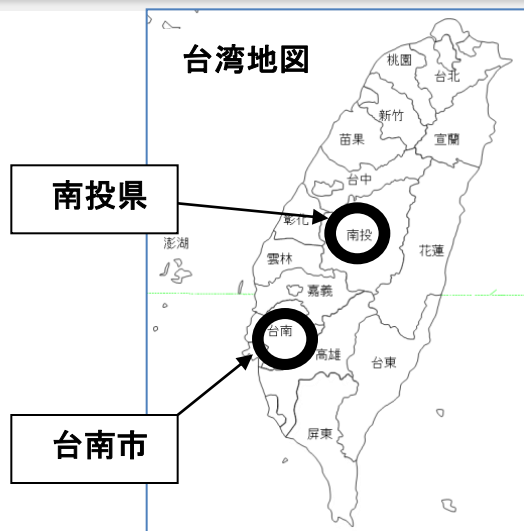 台湾地図
桃園
台北
新竹
苗果
宣蘭
台中
南投県
彰化
南投
澎湖
花蓮
雲林
嘉義
台南
高雄
台東
台南市
屏東